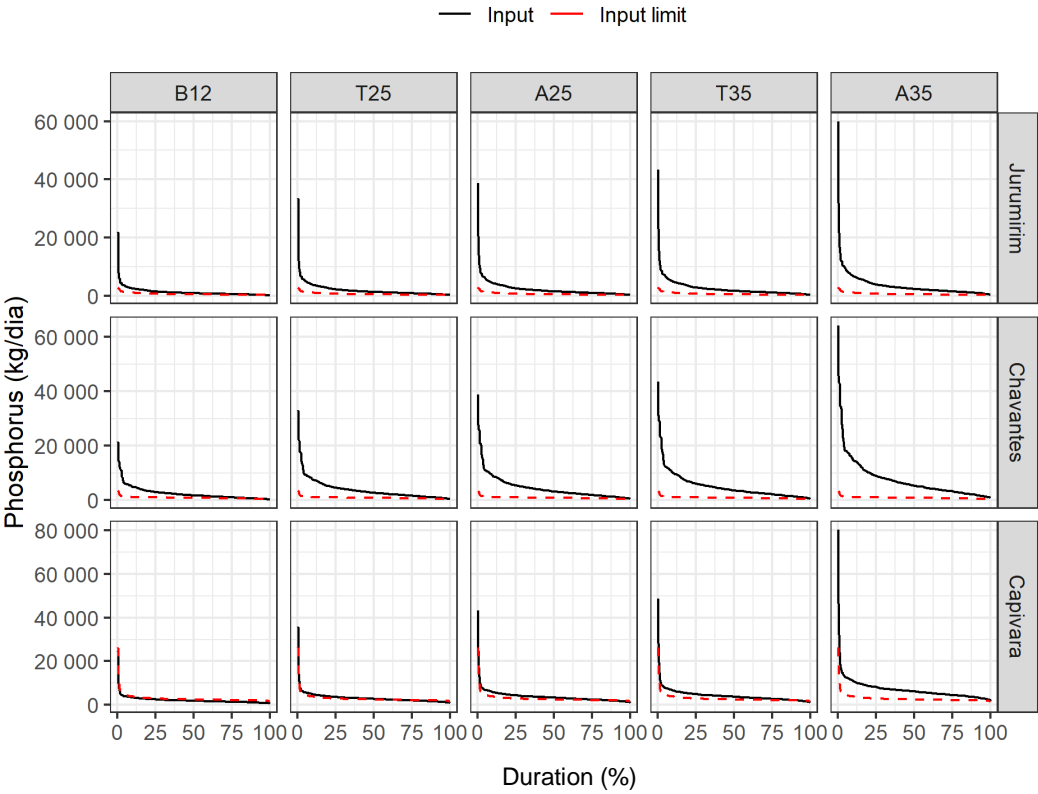 Input Input limit
B12 T25 A25 T35 A35
Phosphorus (kg/dia)
60 000
40 000
20 000
0
Jurumirim
60 000
40 000
20 000
0
Chavantes
80 000
60 000
40 000
20 000
0
Capivara
0 25 50 75 100 0 25 50 75 100 0 25 50 75 100 0 25 50 75 100 0 25 50 75 100
Duration (%)